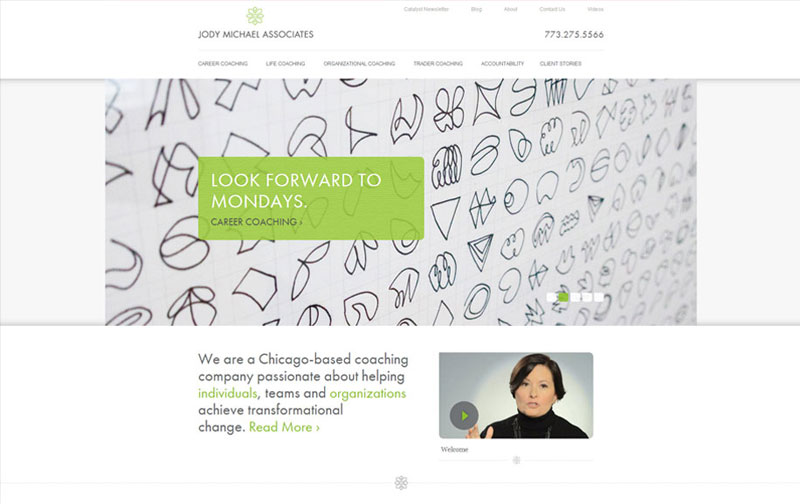 Catalyst Newsletter Blog About Contact Us Videos
JODY MICHAEL ASSOCIATES
773.275.5566
CAREER COACHING LIFE COACHING ORGANIZATIONAL COACHING TRADER COACHING ACCOUNTABILITY CLIENT STORIES
LOOK FORWARD TO
MONDAYS.
CAREER COACHING ›
We are a Chicago-based coaching
company passionate about helping
individuals, teams and organizations
achieve transformational
change. Read More ›
Welcome